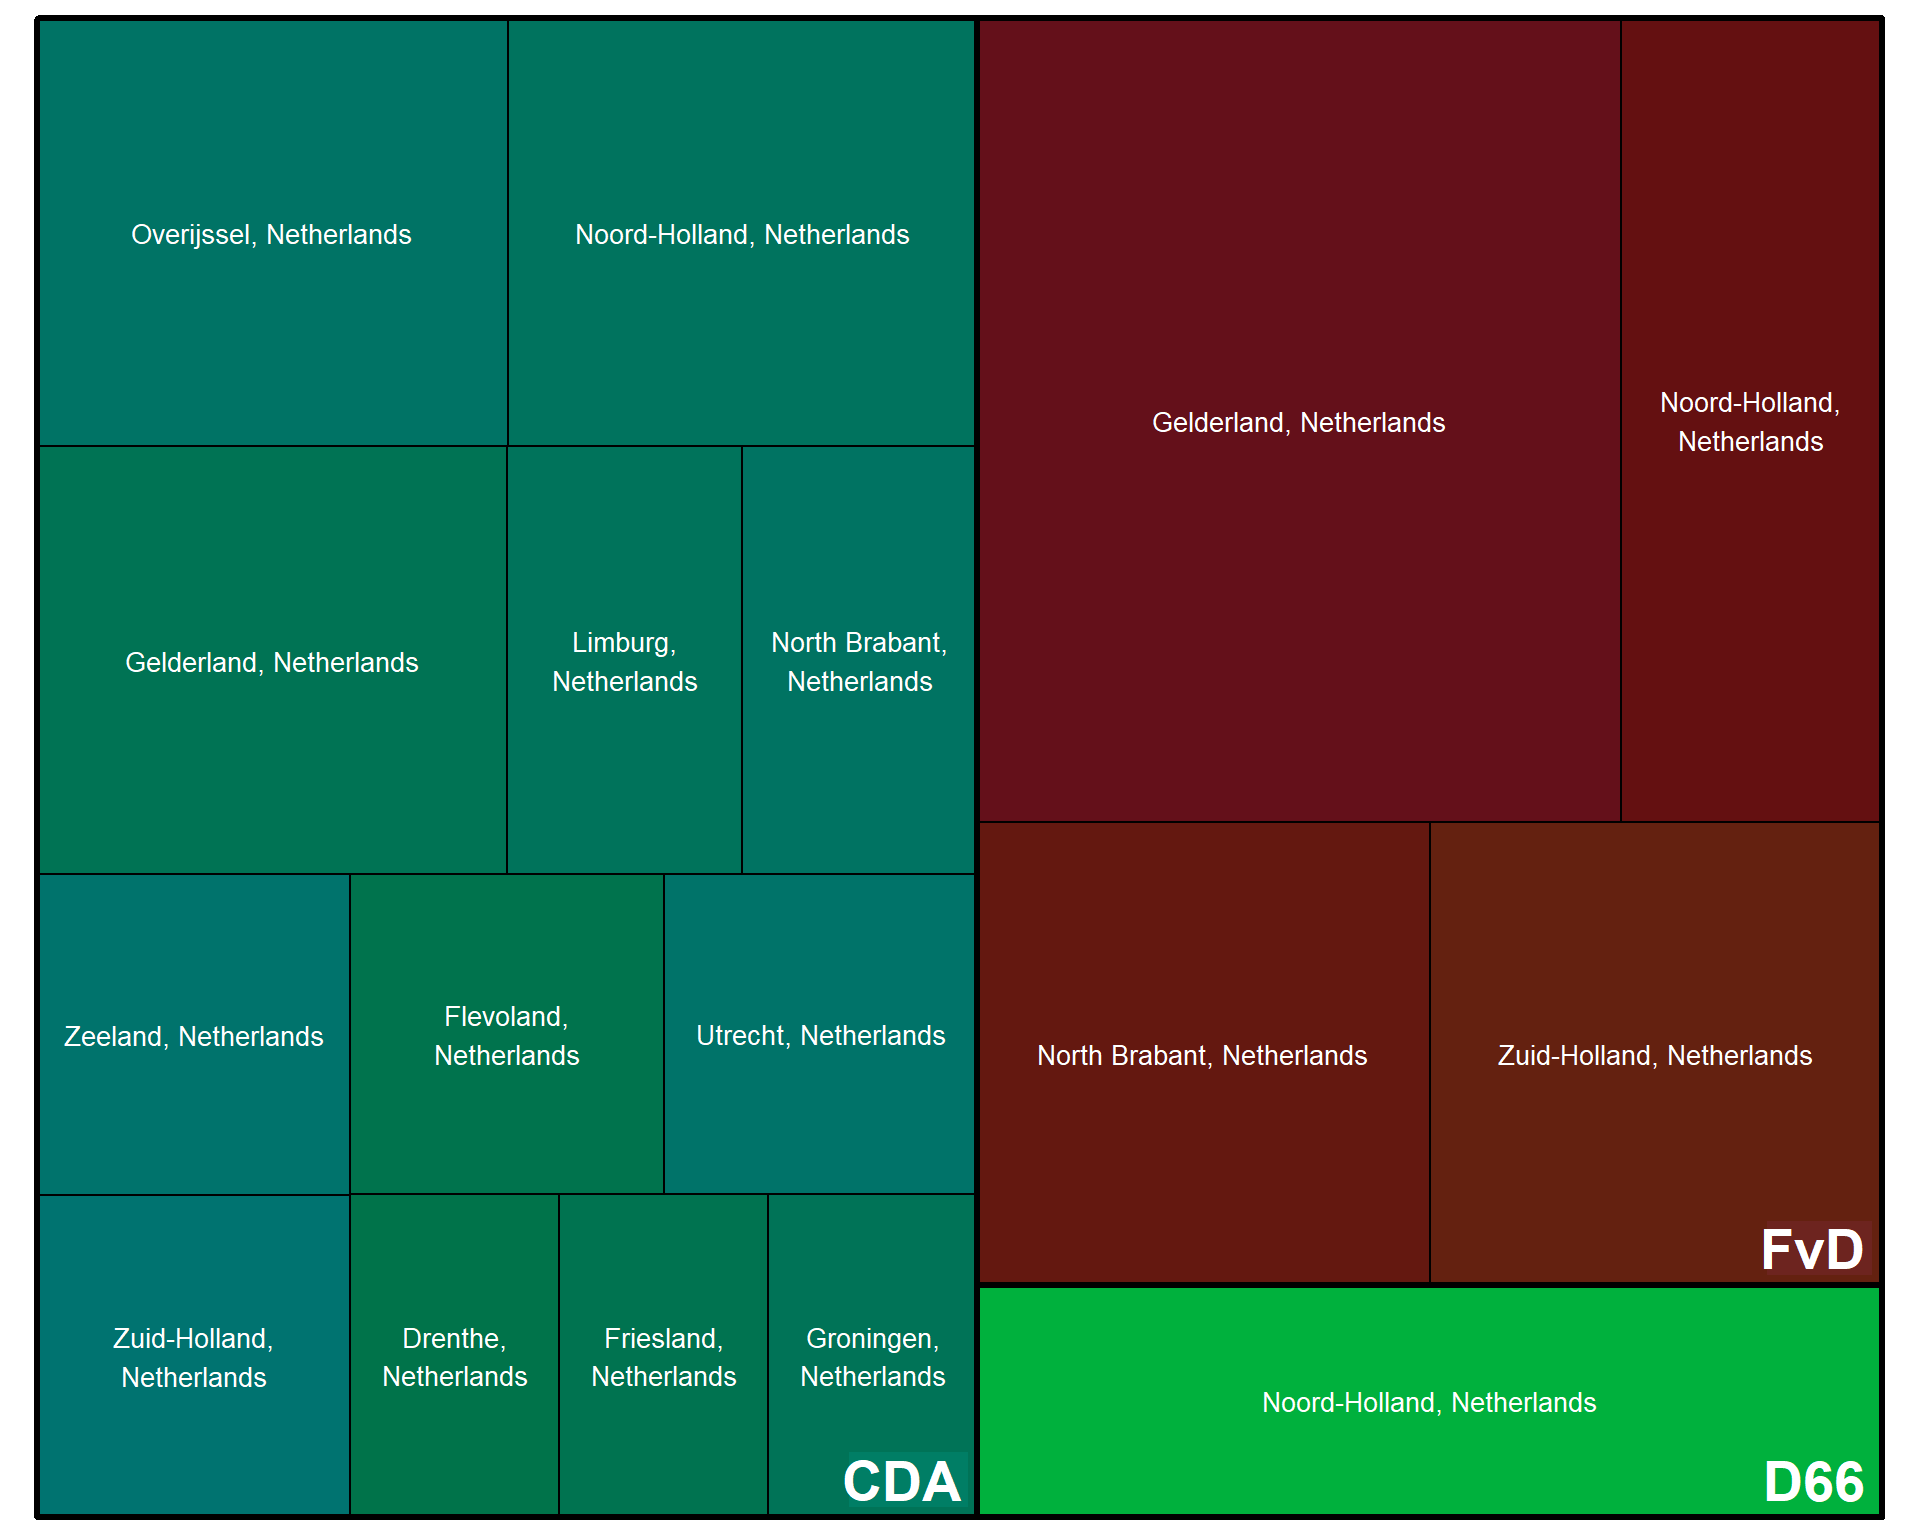 Overijssel, Netherlands
Noord-Holland, Netherlands
Gelderland, Netherlands
Limburg,
Netherlands
North Brabant,
Netherlands
Zeeland, Netherlands
Flevoland,
Netherlands
Utrecht, Netherlands
Zuid-Holland,
Netherlands
Drenthe,
Netherlands
Friesland,
Netherlands
Groningen,
Netherlands
CDA
Gelderland, Netherlands
Noord-Holland,
Netherlands
North Brabant, Netherlands
Zuid-Holland, Netherlands
FvD
Noord-Holland, Netherlands
D66